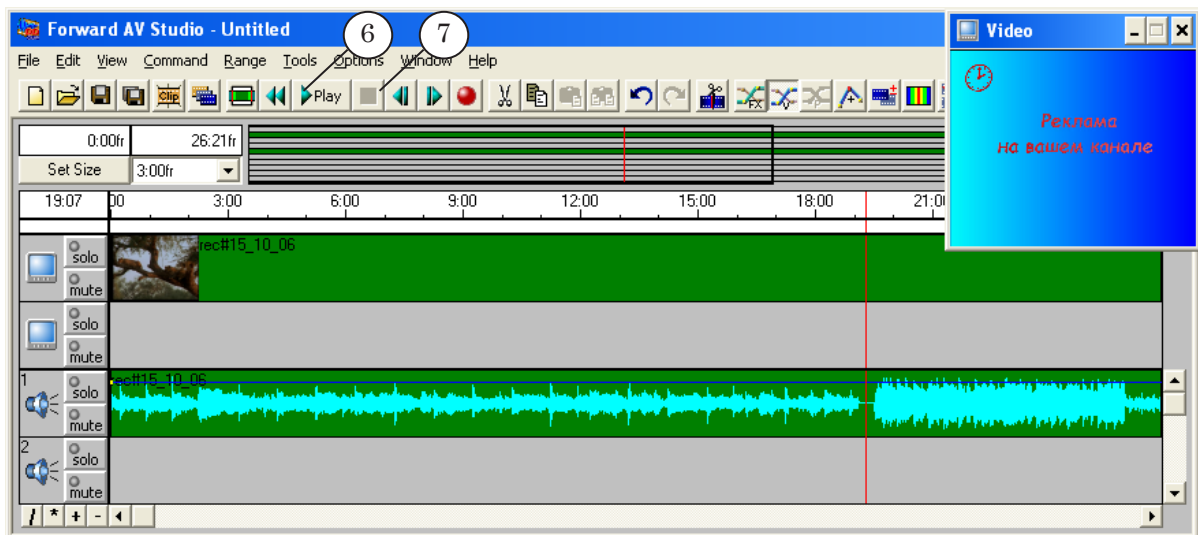 Forward AV Studio - Untitled
6
7
Video
File Edit View Command Range Tools Options Window Help
Clip
Play
FX
V
P
Реклама
на вашем канале
0:00fr
26:21fr
Set Size
3:00fr
19:07
00
3:00
6:00
9:00
12:00
15:00
18:00
solo
mute
rec#15_10_06
solo
mute
1
solo
mute
rec#15_10_06
2
solo
mute
/ * + -